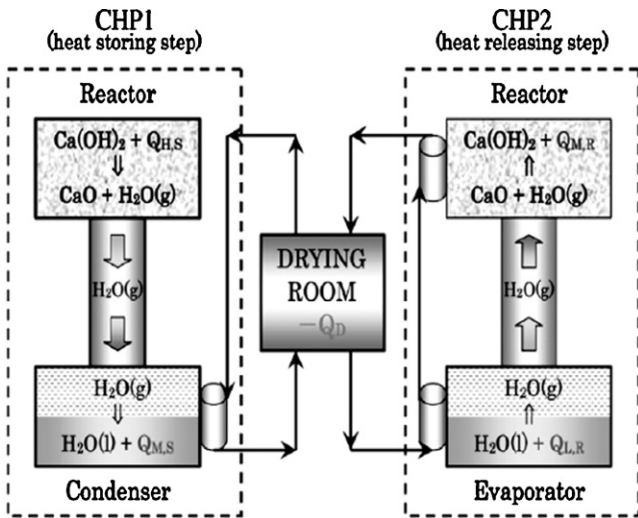 CHP1
(heat storing step)
Reactor
Ca(OH)₂ + Q_H,S
⇓
CaO + H₂O(g)
H₂O(g)
H₂O(g)
⇓
H₂O(l) + Q_M,S
Condenser
DRYING
ROOM
−Q_D
CHP2
(heat releasing step)
Reactor
Ca(OH)₂ + Q_M,R
⇑
CaO + H₂O(g)
H₂O(g)
H₂O(g)
⇑
H₂O(l) + Q_L,R
Evaporator